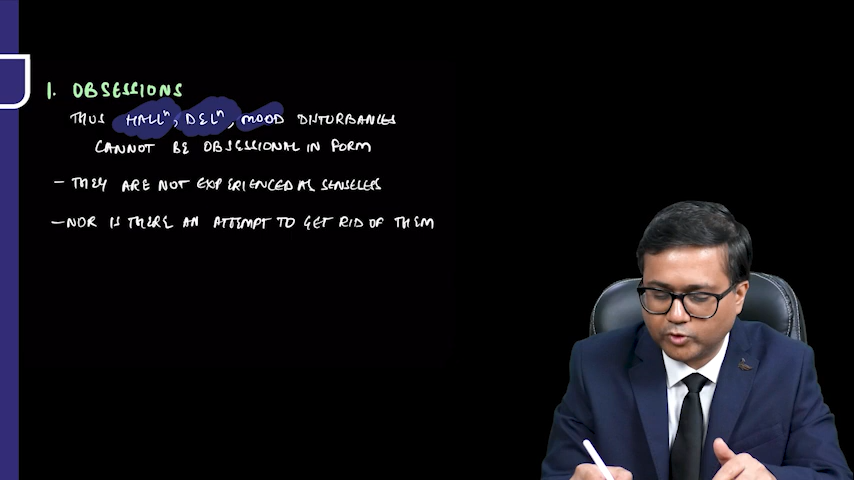 1. OBSESSIONS
THUS HALLⁿ, DELⁿ, MOOD DISTURBANCES
CANNOT BE OBSESSIONAL IN FORM
- THEY ARE NOT EXPERIENCED AS SENSELESS
- NOR IS THERE AN ATTEMPT TO GET RID OF THEM